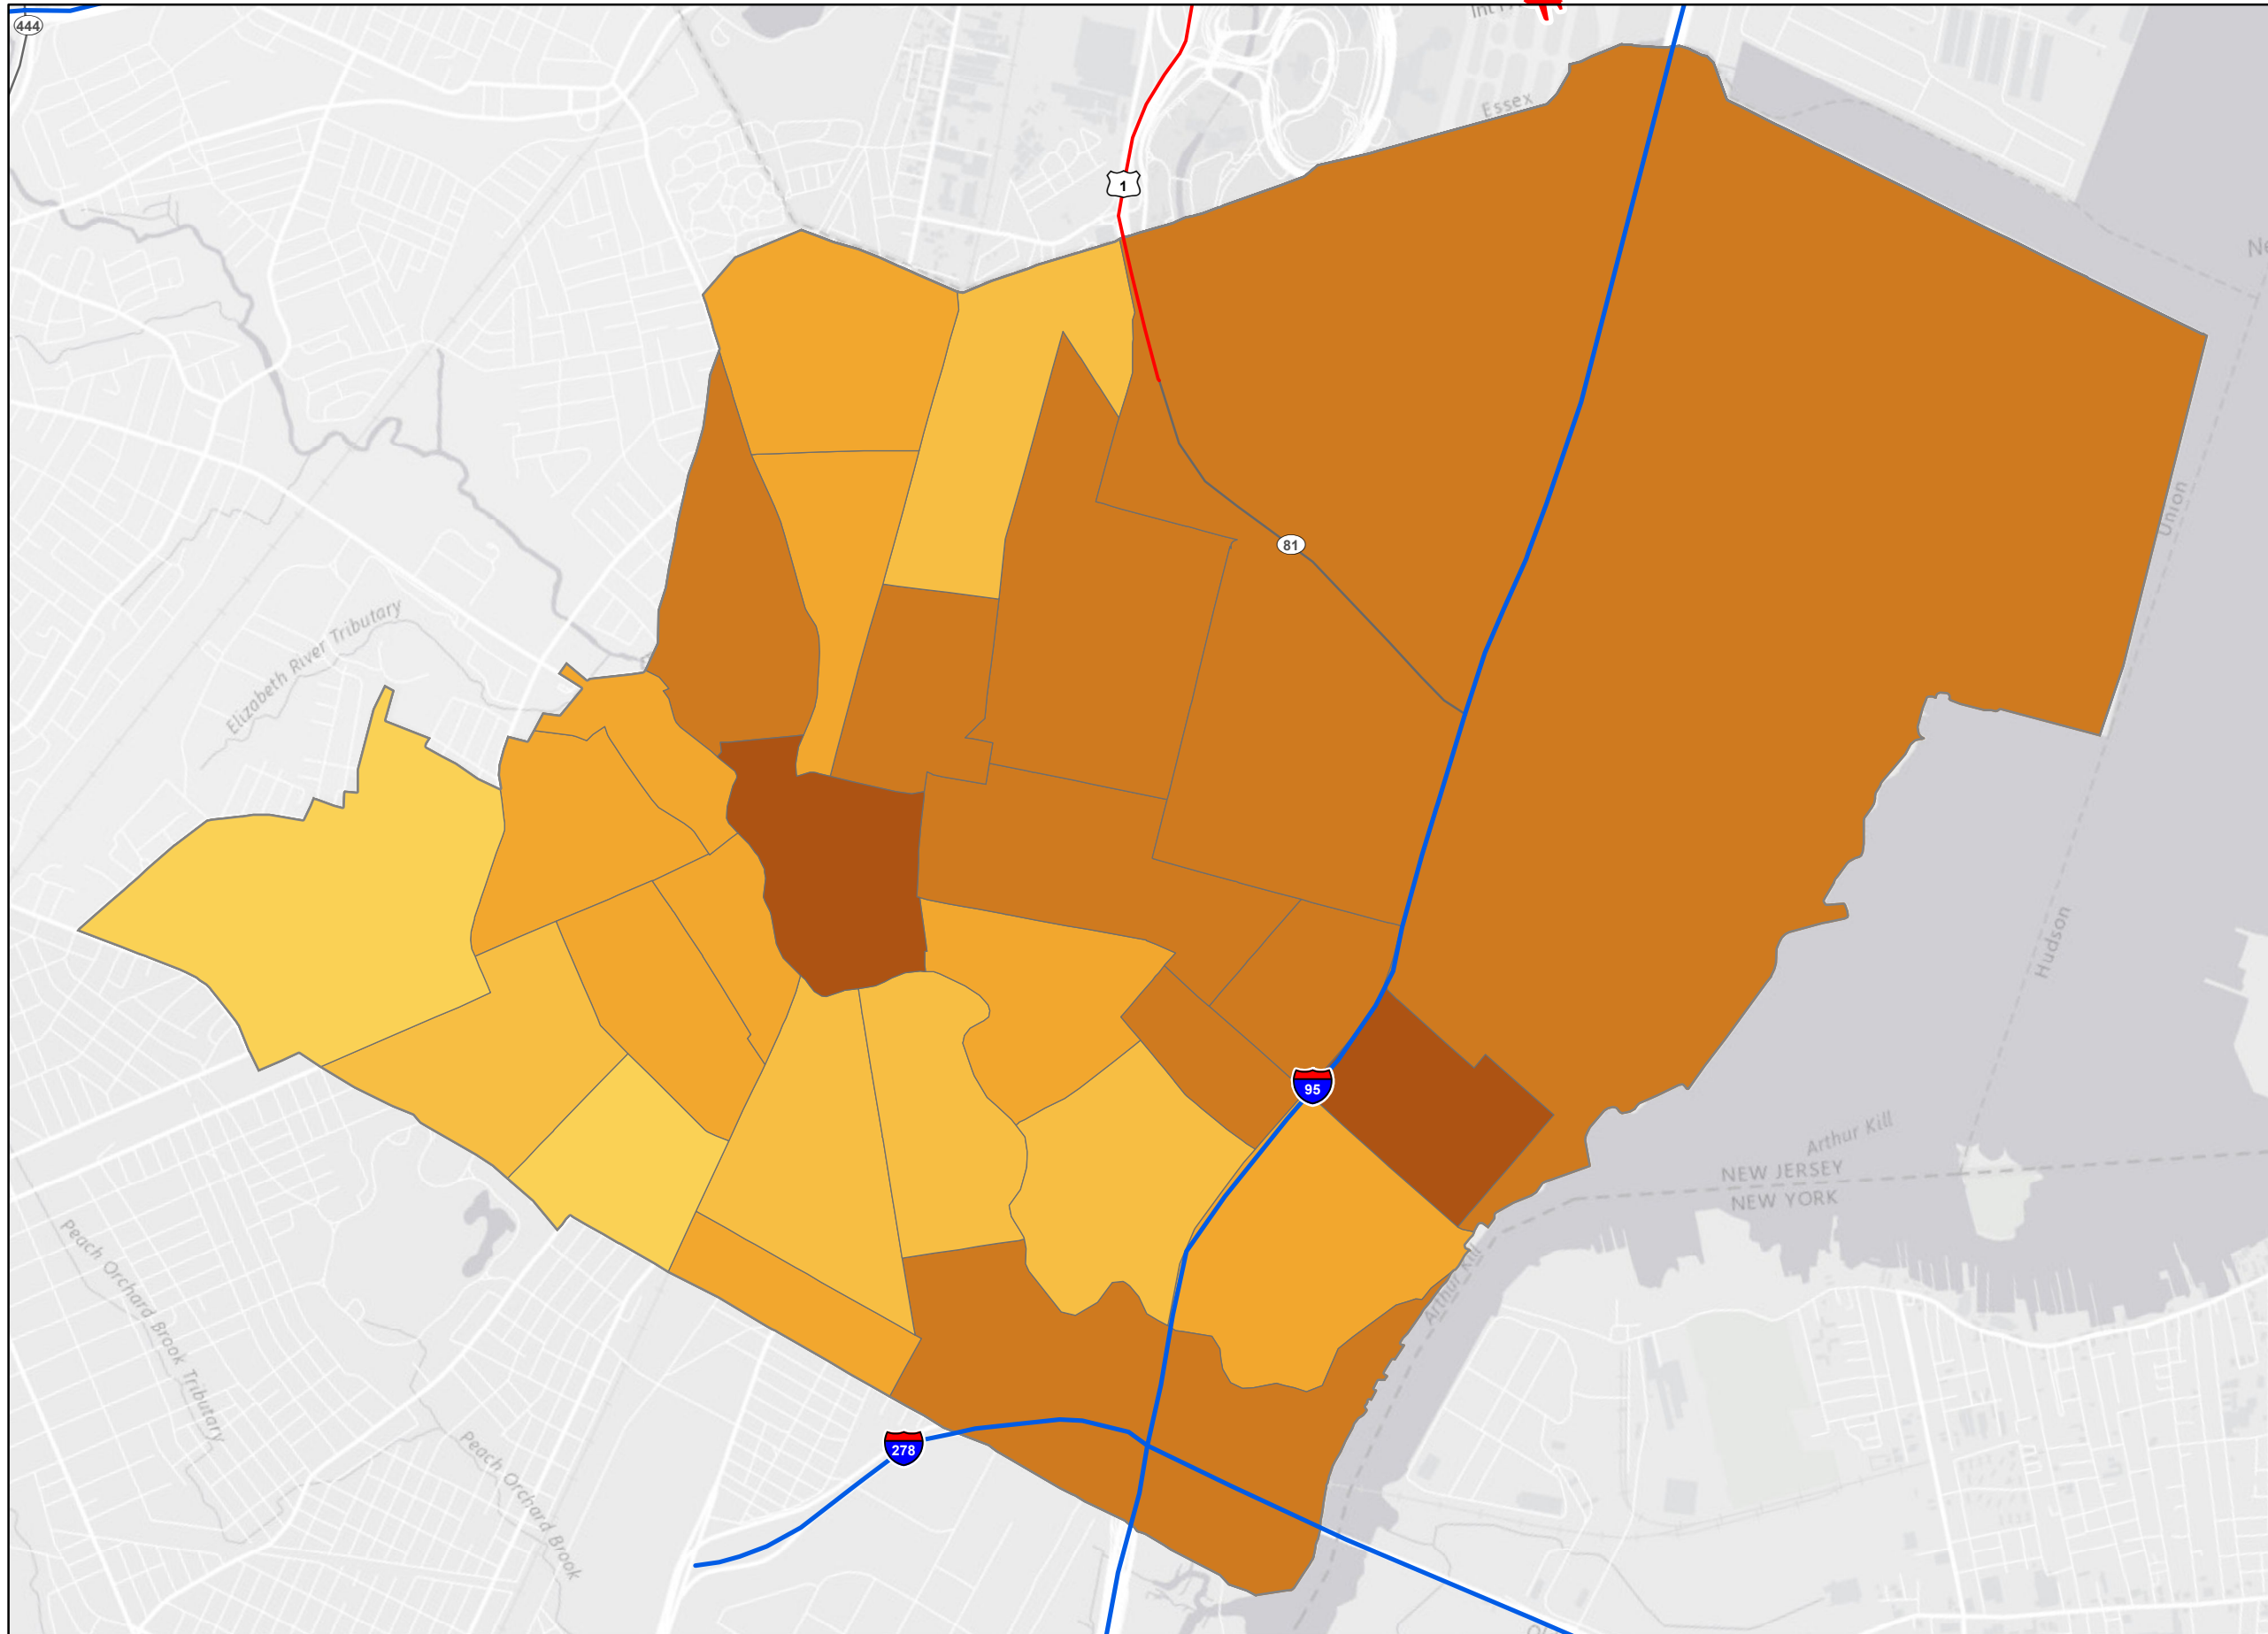 444
Essex
1
81
Union
Elizabeth River Tributary
Hudson
95
Arthur Kill
NEW JERSEY
NEW YORK
Arthur Kill
Peach Orchard Brook Tributary
278
Peach Orchard Brook